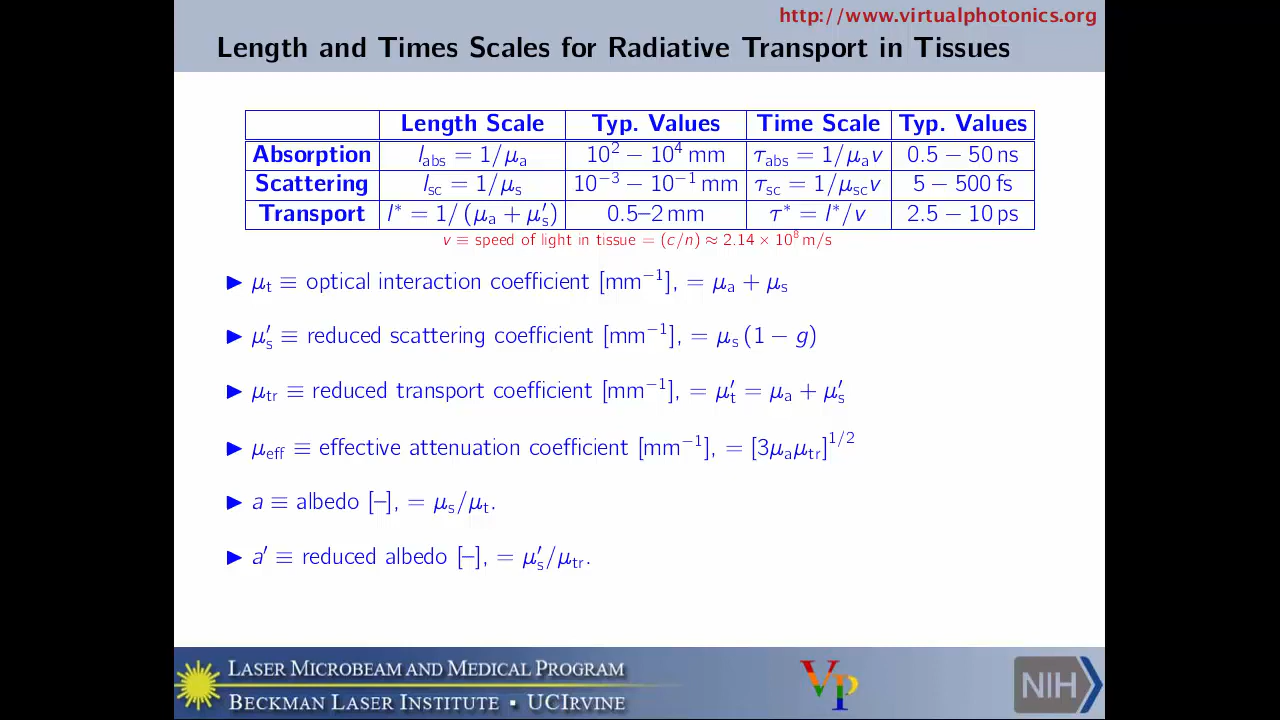 http://www.virtualphotonics.org
Length and Times Scales for Radiative Transport in Tissues
Length Scale Typ. Values Time Scale Typ. Values
Absorption l_abs = 1/μ_a 10² − 10⁴ mm τ_abs = 1/μ_a v 0.5 − 50 ns
Scattering l_sc = 1/μ_s 10⁻³ − 10⁻¹ mm τ_sc = 1/μ_sc v 5 − 500 fs
Transport l* = 1/ (μ_a + μ′_s) 0.5–2 mm τ* = l*/v 2.5 − 10 ps
v ≡ speed of light in tissue = (c/n) ≈ 2.14 × 10⁸ m/s
▶ μ_t ≡ optical interaction coefficient [mm⁻¹], = μ_a + μ_s
▶ μ′_s ≡ reduced scattering coefficient [mm⁻¹], = μ_s (1 − g)
▶ μ_tr ≡ reduced transport coefficient [mm⁻¹], = μ′_t = μ_a + μ′_s
▶ μ_eff ≡ effective attenuation coefficient [mm⁻¹], = [3μ_a μ_tr]^1/2
▶ a ≡ albedo [–], = μ_s/μ_t.
▶ a′ ≡ reduced albedo [–], = μ′_s/μ_tr.
LASER MICROBEAM AND MEDICAL PROGRAM
BECKMAN LASER INSTITUTE ▪ UCIRVINE
VP
NIH